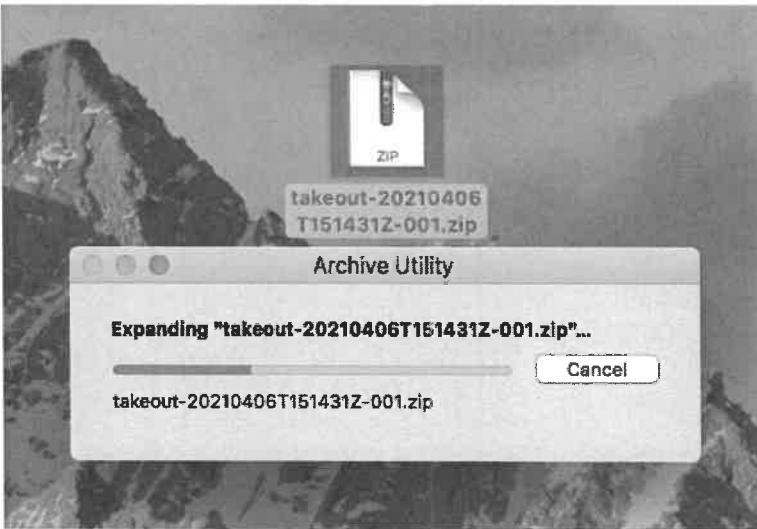 ZIP
takeout-20210406
T151431Z-001.zip
Archive Utility
Expanding "takeout-20210406T151431Z-001.zip"...
Cancel
takeout-20210406T151431Z-001.zip